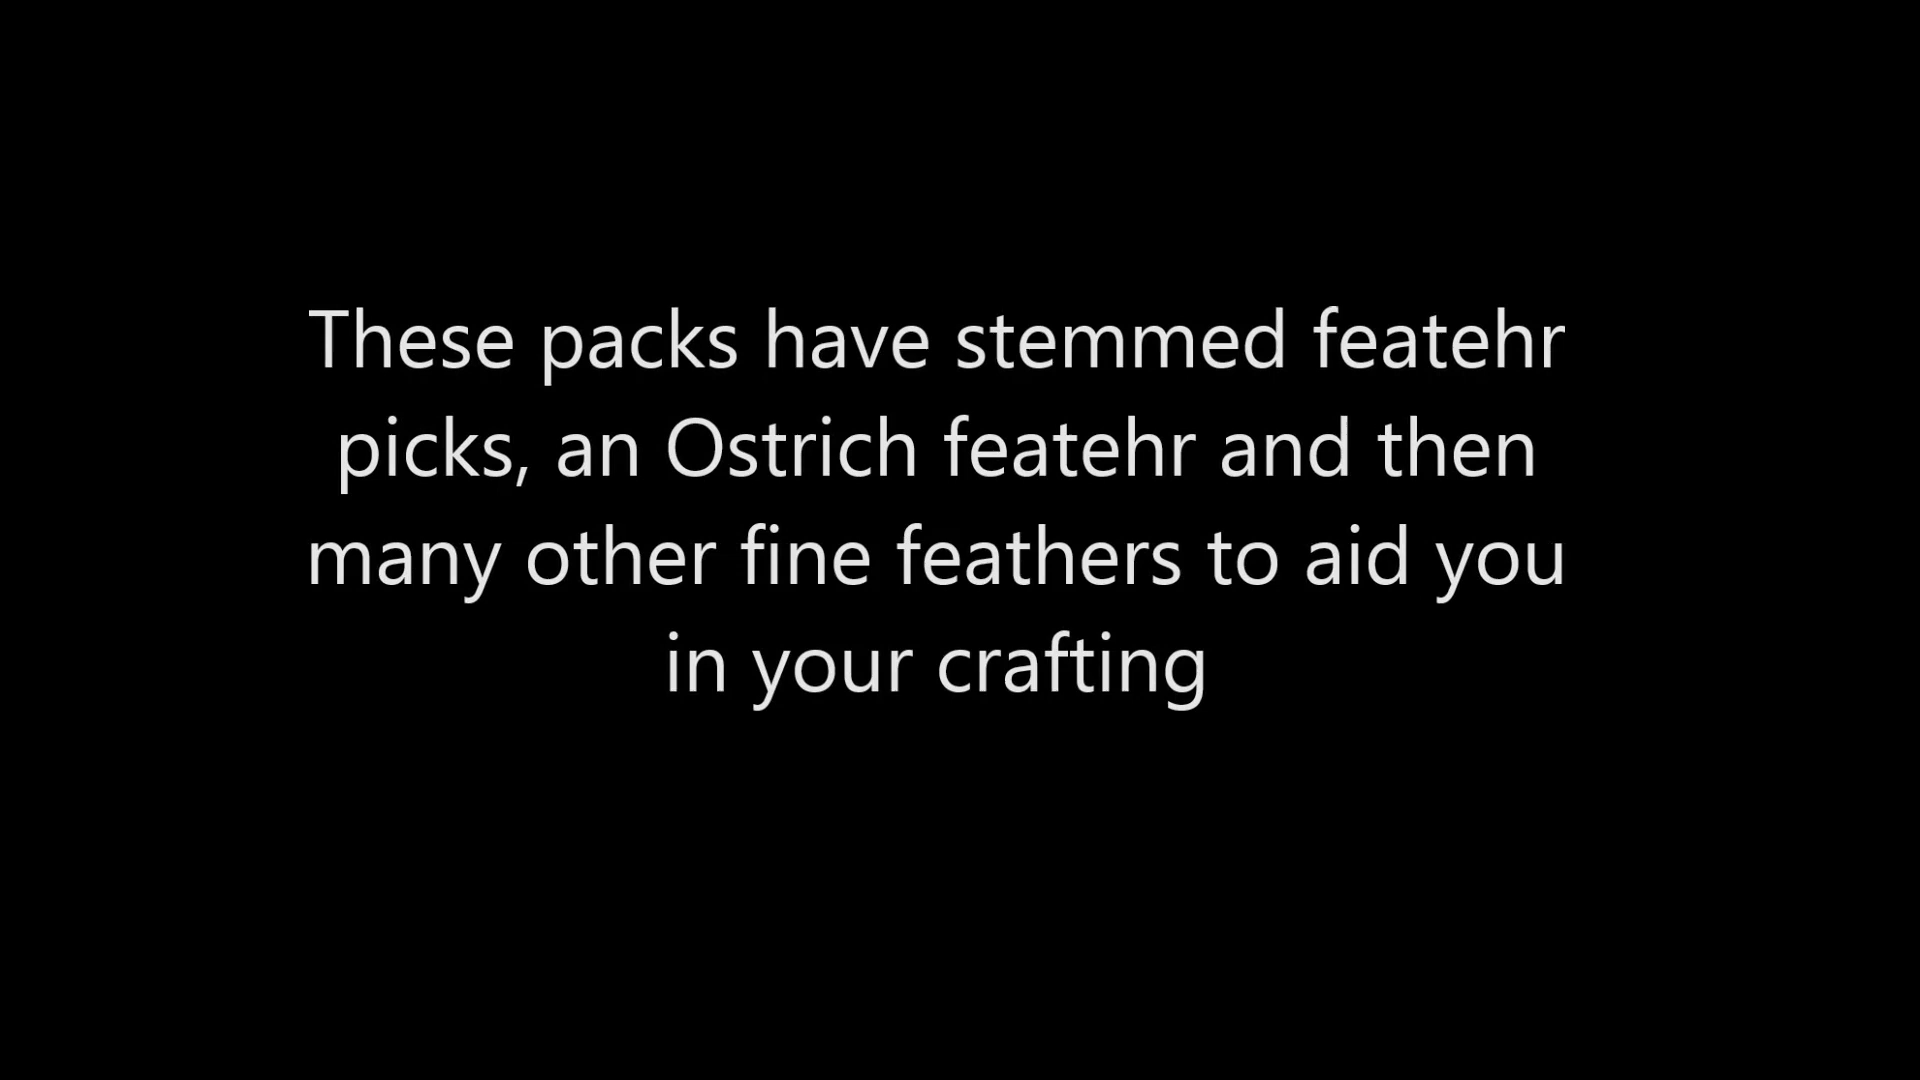 These packs have stemmed featehr
picks, an Ostrich featehr and then
many other fine feathers to aid you
in your crafting